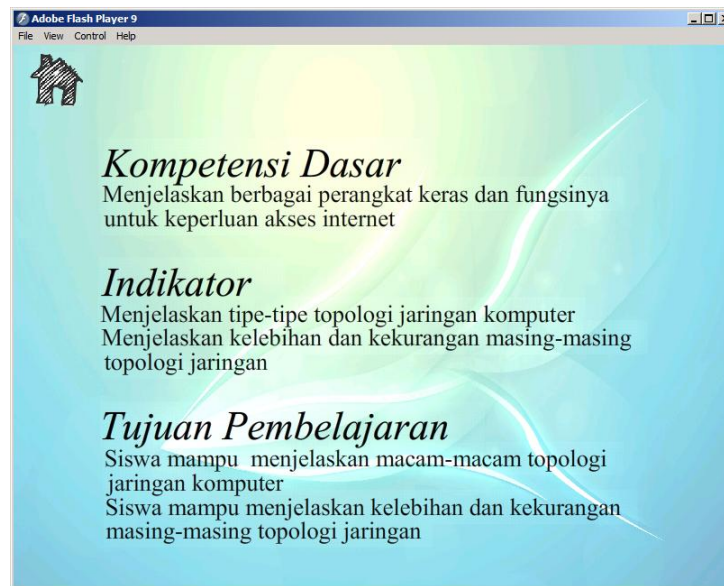 Adobe Flash Player 9
File View Control Help
Kompetensi Dasar
Menjelaskan berbagai perangkat keras dan fungsinya
untuk keperluan akses internet
Indikator
Menjelaskan tipe-tipe topologi jaringan komputer
Menjelaskan kelebihan dan kekurangan masing-masing
topologi jaringan
Tujuan Pembelajaran
Siswa mampu menjelaskan macam-macam topologi
jaringan komputer
Siswa mampu menjelaskan kelebihan dan kekurangan
masing-masing topologi jaringan